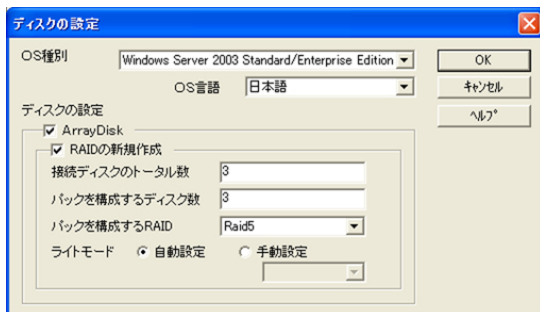 ディスクの設定
OS種別 Windows Server 2003 Standard/Enterprise Edition
OK
OS言語 日本語
キャンセル
ディスクの設定
ヘルプ
ArrayDisk
RAIDの新規作成
接続ディスクのトータル数 3
パックを構成するディスク数 3
パックを構成するRAID Raid5
ライトモード 自動設定 手動設定